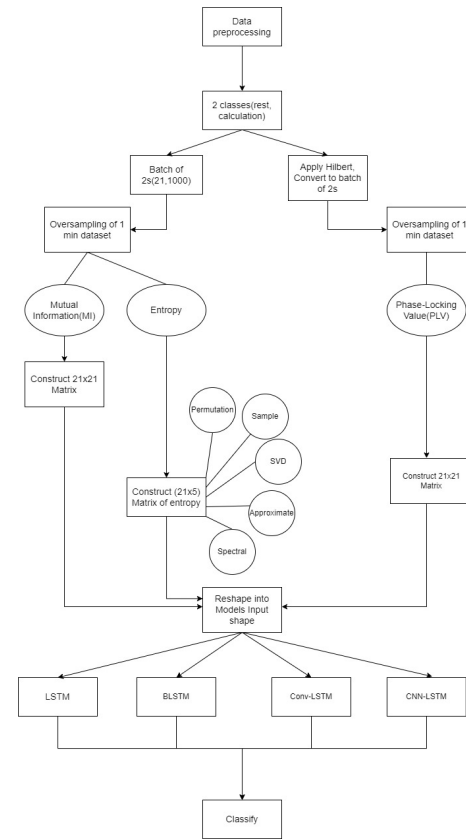 Data
preprocessing
2 classes(rest,
calculation)
Batch of
2s(21,1000)
Apply Hilbert,
Convert to batch
of 2s
Oversampling of 1
min dataset
Oversampling of 1
min dataset
Mutual
Information(MI)
Entropy
Phase-Locking
Value(PLV)
Construct 21x21
Matrix
Permutation
Sample
SVD
Construct (21x5)
Matrix of entropy
Approximate
Spectral
Construct 21x21
Matrix
Reshape into
Models Input
shape
LSTM
BLSTM
Conv-LSTM
CNN-LSTM
Classify